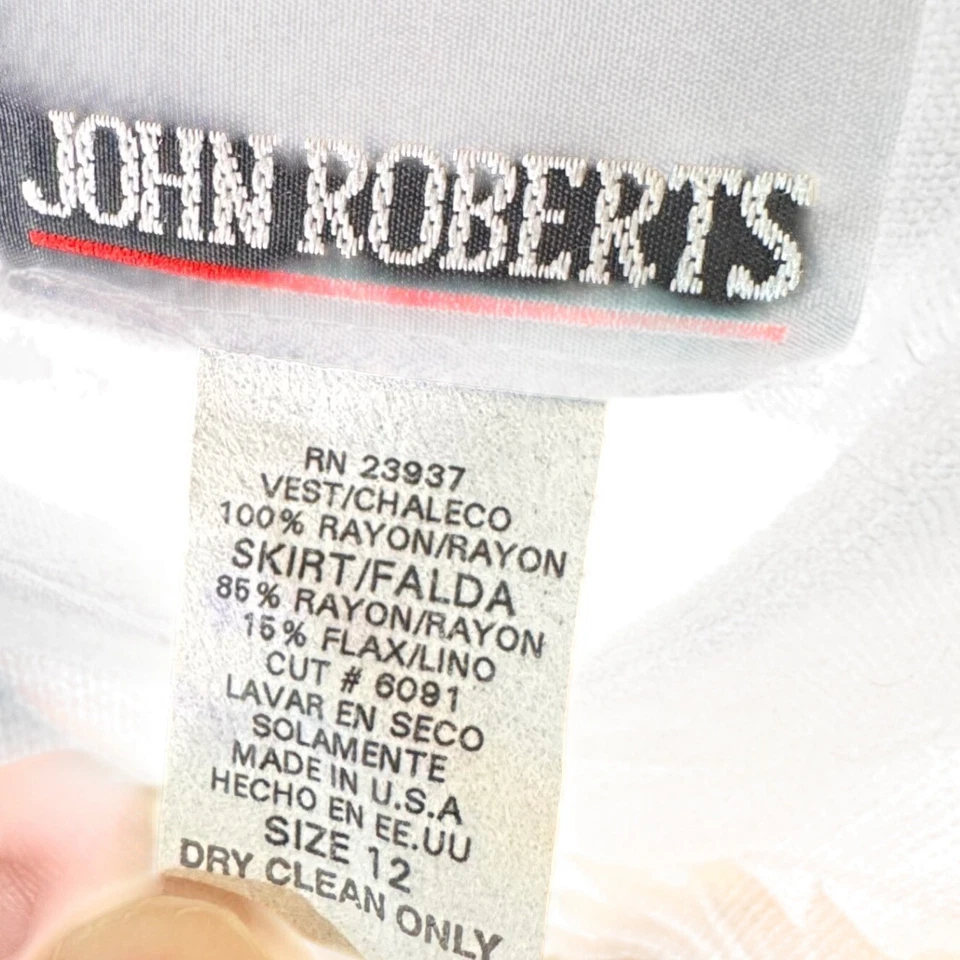 JOHN ROBERTS
RN 23937
VEST/CHALECO
100% RAYON/RAYON
SKIRT/FALDA
85% RAYON/RAYON
15% FLAX/LINO
CUT # 6091
LAVAR EN SECO
SOLAMENTE
MADE IN U.S.A
HECHO EN EE.UU
SIZE 12
DRY CLEAN ONLY